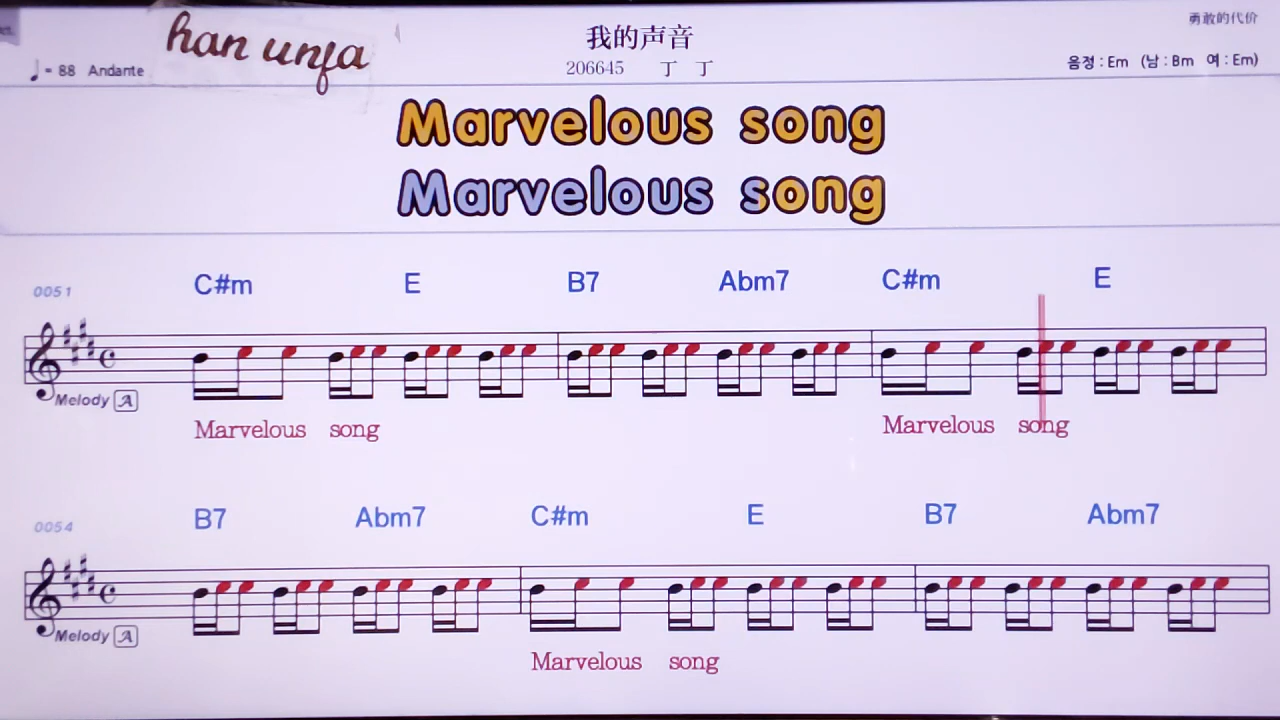 han unfa
我的声音
勇敢的代价
♩= 88 Andante
206645 丁 丁
음정 : Em (남 : Bm 여 : Em)
Marvelous song
Marvelous song
0051 C#m E B7 Abm7 C#m E
Melody A
Marvelous song Marvelous song
0054 B7 Abm7 C#m E B7 Abm7
Melody A
Marvelous song